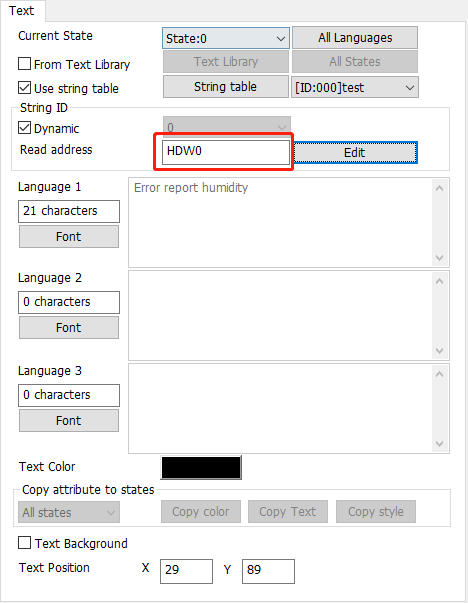 Text
Current State State:0 All Languages
From Text Library Text Library All States
Use string table String table [ID:000]test
String ID
Dynamic 0
Read address HDW0 Edit
Language 1 Error report humidity
21 characters
Font
Language 2
0 characters
Font
Language 3
0 characters
Font
Text Color
Copy attribute to states
All states Copy color Copy Text Copy style
Text Background
Text Position X 29 Y 89